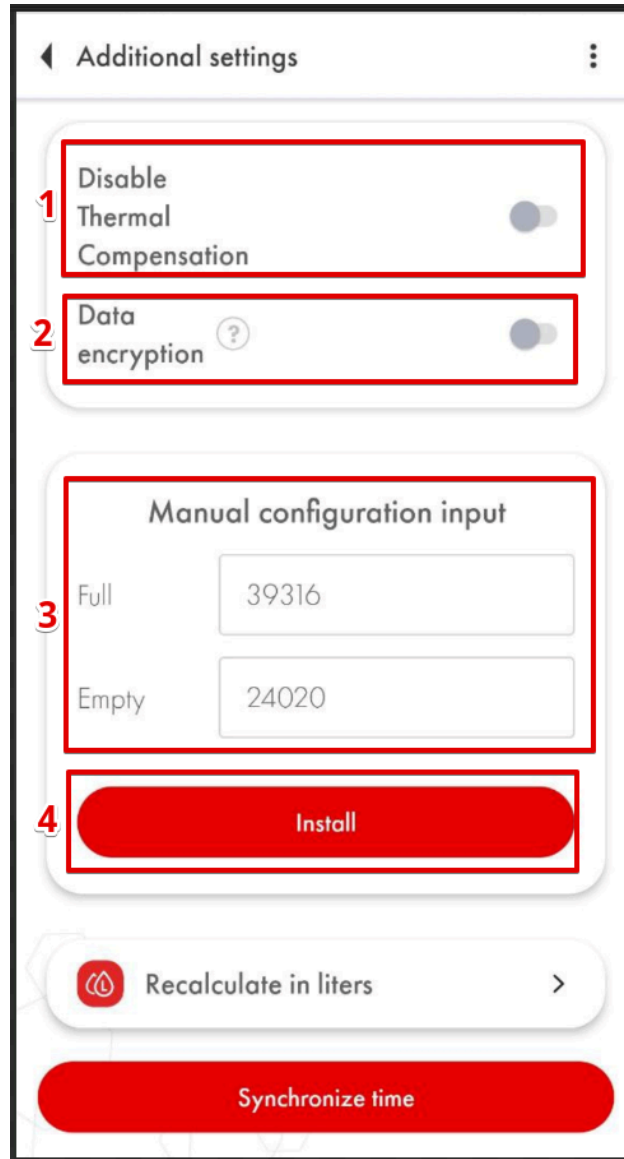 Additional settings
1
Disable
Thermal
Compensation
2
Data
encryption ?
Manual configuration input
3
Full 39316
Empty 24020
4
Install
L
Recalculate in liters
Synchronize time